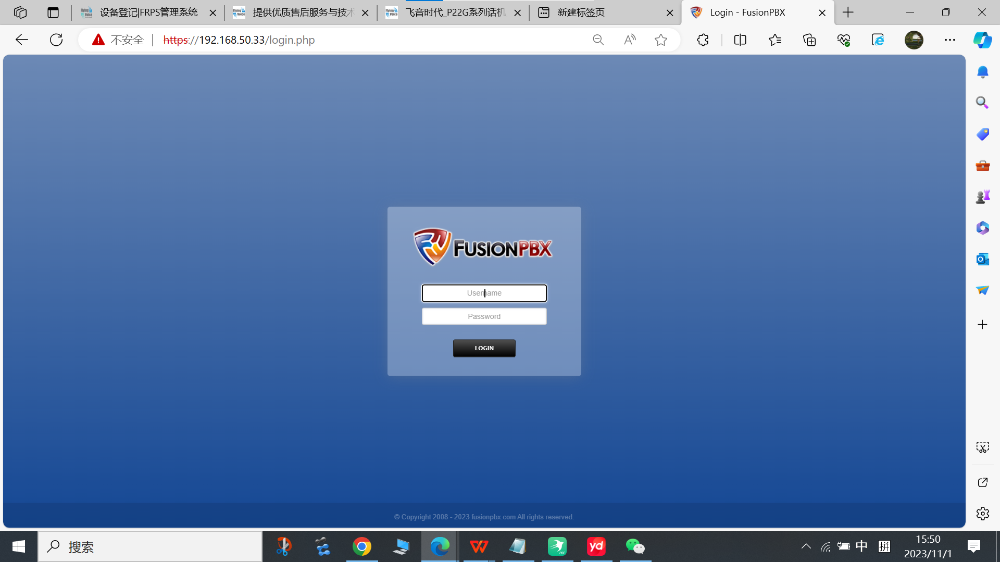 设备登记|FRPS管理系统
提供优质售后服务与技术
飞音时代_P22G系列话机
新建标签页
Login - FusionPBX
不安全
https://192.168.50.33/login.php
FUSIONPBX
Username
Password
LOGIN
© Copyright 2008 - 2023 fusionpbx.com All rights reserved.
搜索
yd
中
拼
15:50
2023/11/1